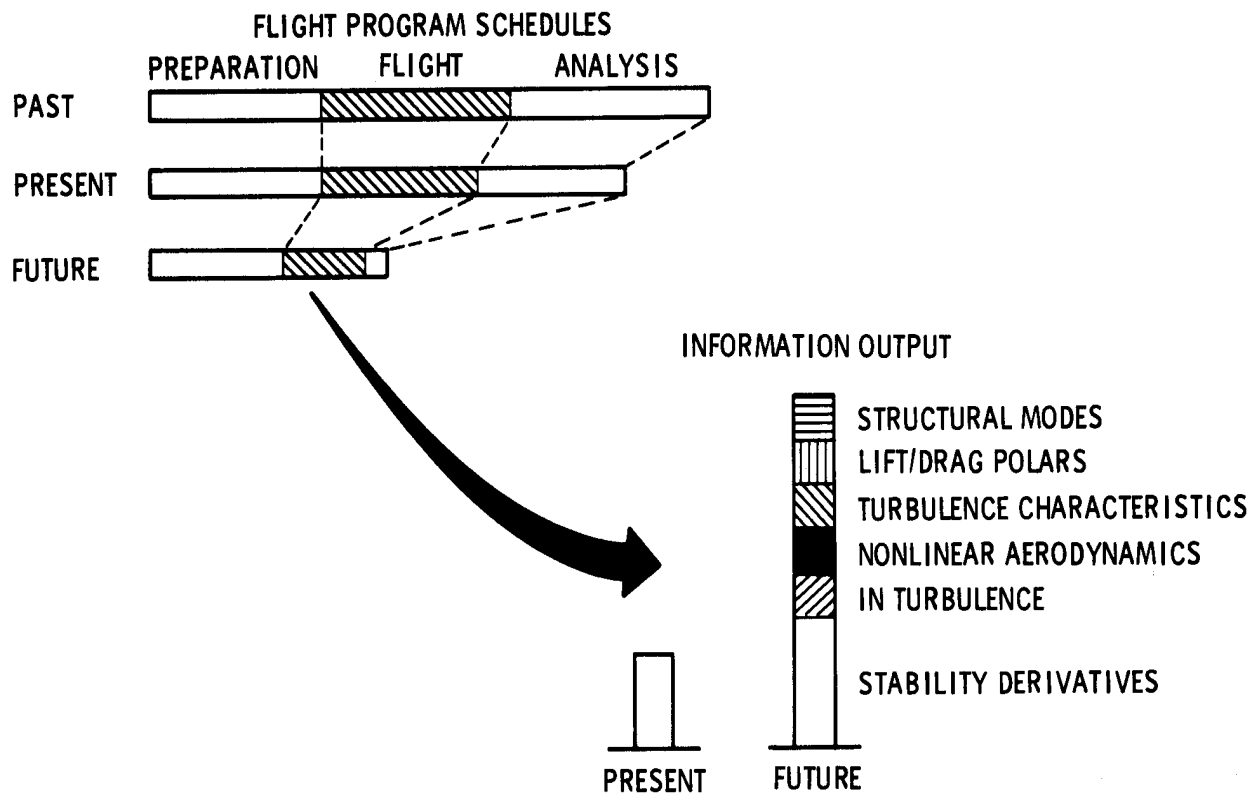 FLIGHT PROGRAM SCHEDULES
PREPARATION FLIGHT ANALYSIS
PAST
PRESENT
FUTURE
INFORMATION OUTPUT
STRUCTURAL MODES
LIFT/DRAG POLARS
TURBULENCE CHARACTERISTICS
NONLINEAR AERODYNAMICS
IN TURBULENCE
STABILITY DERIVATIVES
PRESENT FUTURE